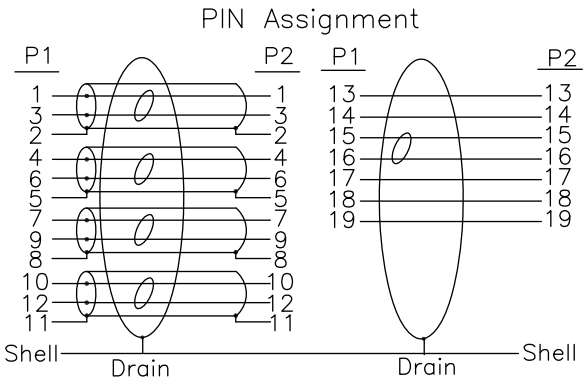 PIN Assignment
P1 P2 P1 P2
1 1 13 13
3 3 14 14
2 2 15 15
4 4 16 16
6 6 17 17
5 5 18 18
7 7 19 19
9 9
8 8
10 10
12 12
11 11
Shell Shell
Drain Drain